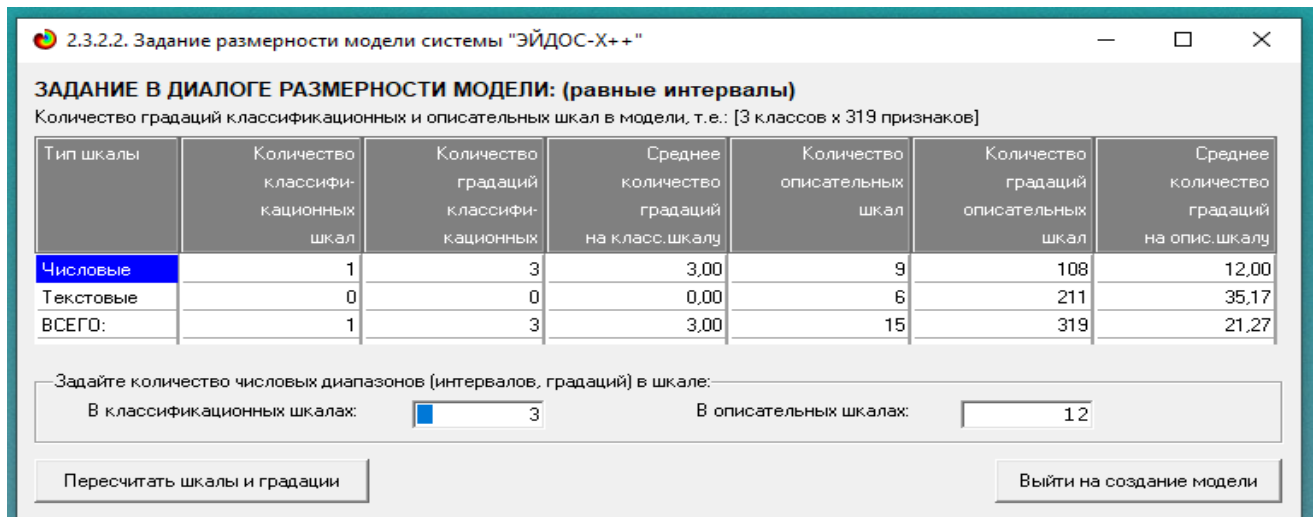 2.3.2.2. Задание размерности модели системы "ЭЙДОС-X++"
ЗАДАНИЕ В ДИАЛОГЕ РАЗМЕРНОСТИ МОДЕЛИ: (равные интервалы)
Количество градаций классификационных и описательных шкал в модели, т.е.: [3 классов x 319 признаков]
Тип шкалы Количество Количество Среднее Количество Количество Среднее
классифи- градаций количество описательных градаций количество
кационных классифи- градаций шкал описательных градаций
шкал кационных на класс.шкалу шкал на опис.шкалу
Числовые 1 3 3,00 9 108 12,00
Текстовые 0 0 0,00 6 211 35,17
ВСЕГО: 1 3 3,00 15 319 21,27
Задайте количество числовых диапазонов (интервалов, градаций) в шкале:
В классификационных шкалах: 3 В описательных шкалах: 12
Пересчитать шкалы и градации Выйти на создание модели